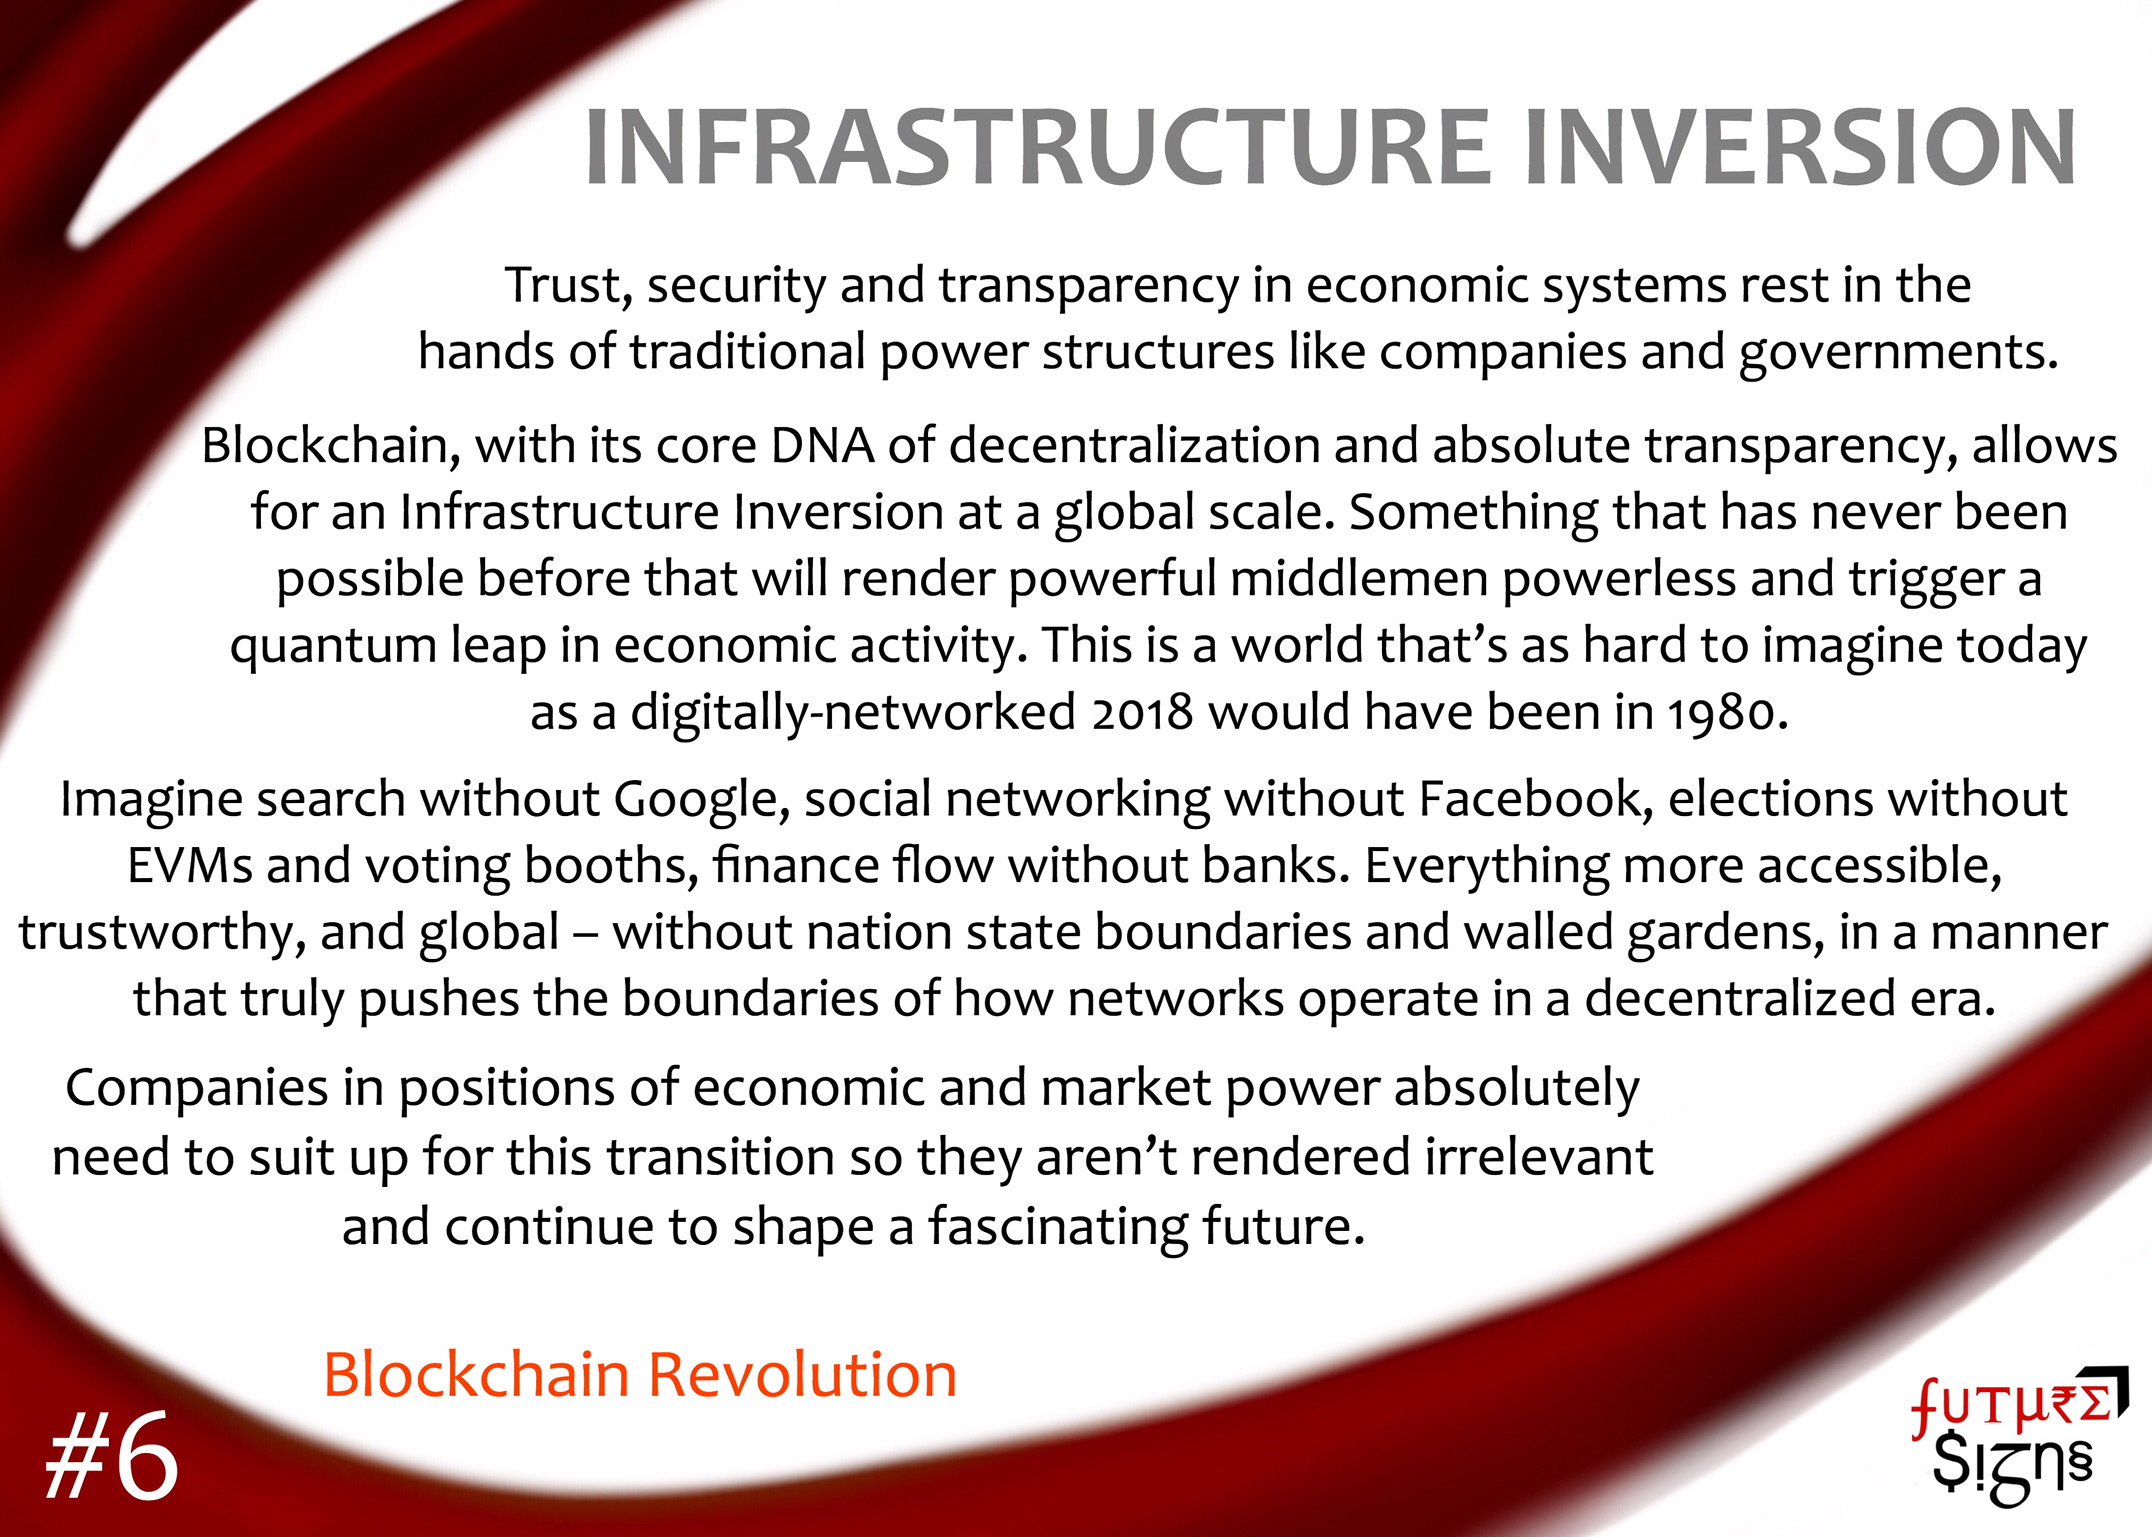 INFRASTRUCTURE INVERSION
Trust, security and transparency in economic systems rest in the
hands of traditional power structures like companies and governments.
Blockchain, with its core DNA of decentralization and absolute transparency, allows
for an Infrastructure Inversion at a global scale. Something that has never been
possible before that will render powerful middlemen powerless and trigger a
quantum leap in economic activity. This is a world that’s as hard to imagine today
as a digitally-networked 2018 would have been in 1980.
Imagine search without Google, social networking without Facebook, elections without
EVMs and voting booths, finance flow without banks. Everything more accessible,
trustworthy, and global – without nation state boundaries and walled gardens, in a manner
that truly pushes the boundaries of how networks operate in a decentralized era.
Companies in positions of economic and market power absolutely
need to suit up for this transition so they aren’t rendered irrelevant
and continue to shape a fascinating future.
Blockchain Revolution
#6
ƒUTµ₹Σ
$!Ȥη§